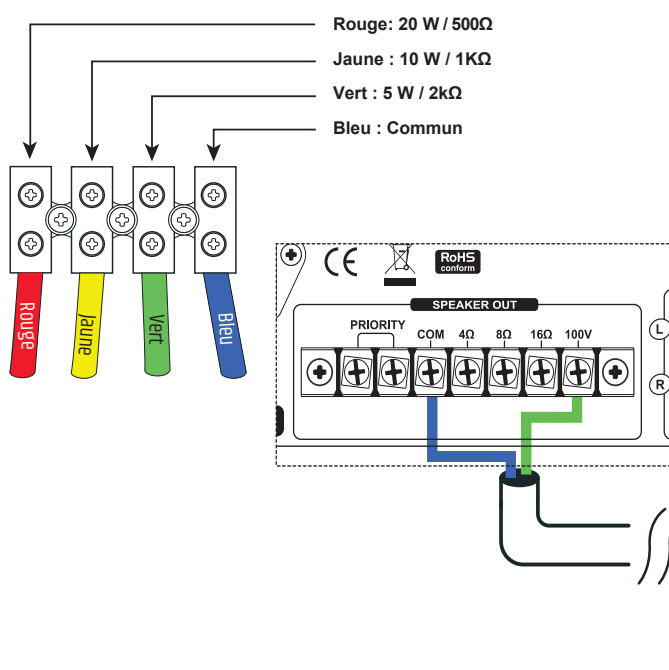 Rouge: 20 W / 500Ω
Jaune : 10 W / 1KΩ
Vert : 5 W / 2kΩ
Bleu : Commun
Rouge
Jaune
Vert
Bleu
CE
RoHS
conform
SPEAKER OUT
PRIORITY COM 4Ω 8Ω 16Ω 100V
L
R